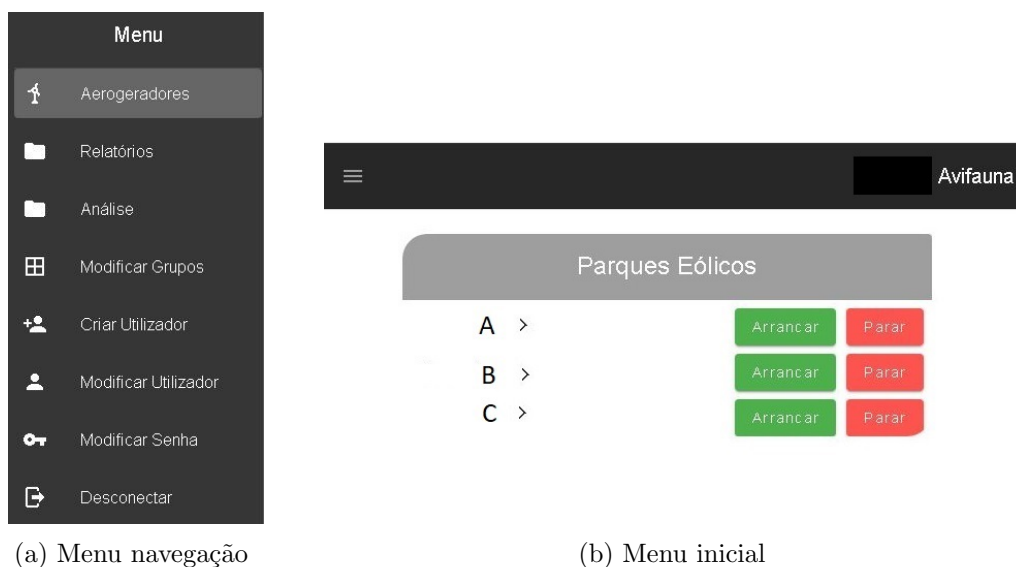 Menu
Aerogeradores
Relatórios
Análise
Modificar Grupos
Criar Utilizador
Modificar Utilizador
Modificar Senha
Desconectar
(a) Menu navegação
Avifauna
Parques Eólicos
A > Arrancar Parar
B > Arrancar Parar
C > Arrancar Parar
(b) Menu inicial